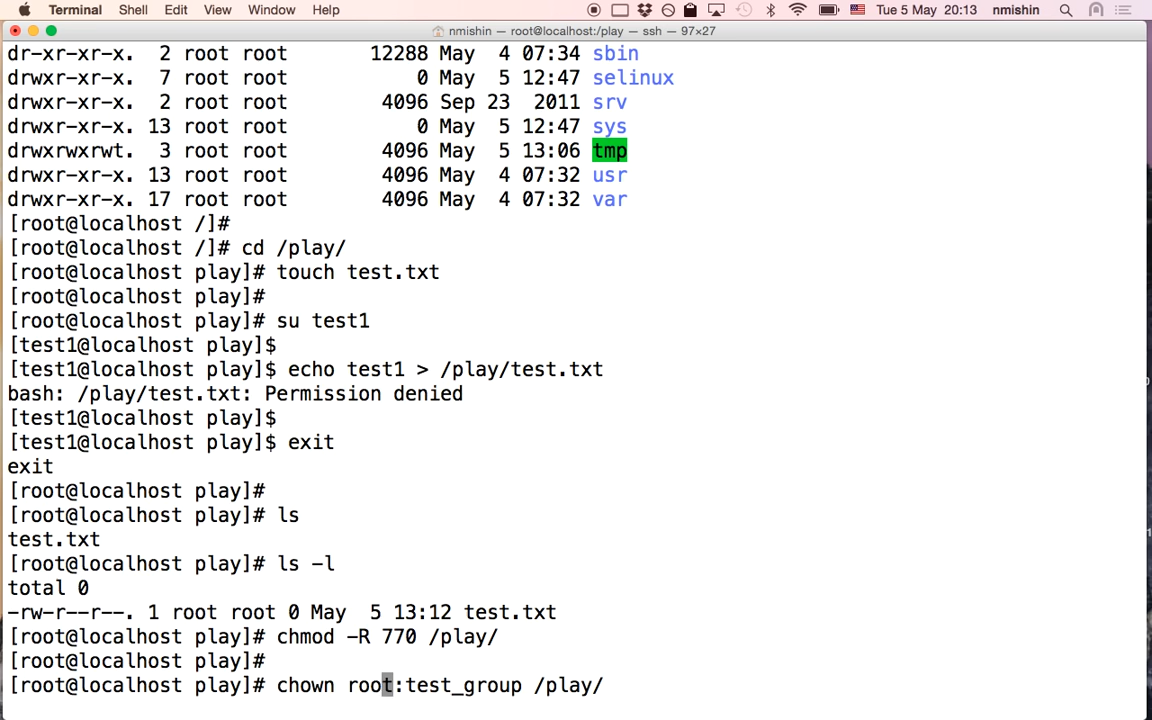 Terminal Shell Edit View Window Help Tue 5 May 20:13 nmishin
nmishin — root@localhost:/play — ssh — 97×27
dr-xr-xr-x. 2 root root 12288 May 4 07:34 sbin
drwxr-xr-x. 7 root root 0 May 5 12:47 selinux
drwxr-xr-x. 2 root root 4096 Sep 23 2011 srv
drwxr-xr-x. 13 root root 0 May 5 12:47 sys
drwxrwxrwt. 3 root root 4096 May 5 13:06 tmp
drwxr-xr-x. 13 root root 4096 May 4 07:32 usr
drwxr-xr-x. 17 root root 4096 May 4 07:32 var
[root@localhost /]#
[root@localhost /]# cd /play/
[root@localhost play]# touch test.txt
[root@localhost play]#
[root@localhost play]# su test1
[test1@localhost play]$
[test1@localhost play]$ echo test1 > /play/test.txt
bash: /play/test.txt: Permission denied
[test1@localhost play]$
[test1@localhost play]$ exit
exit
[root@localhost play]#
[root@localhost play]# ls
test.txt
[root@localhost play]# ls -l
total 0
-rw-r--r--. 1 root root 0 May 5 13:12 test.txt
[root@localhost play]# chmod -R 770 /play/
[root@localhost play]#
[root@localhost play]# chown root:test_group /play/